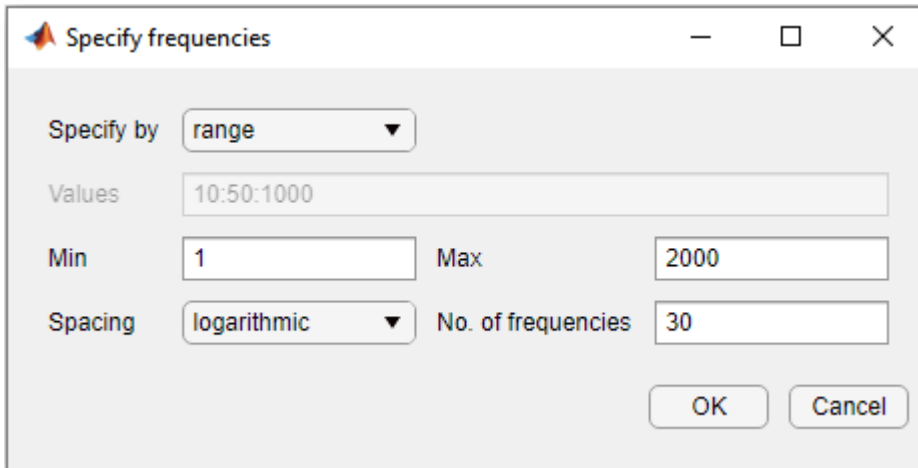 Specify frequencies
Specify by range
Values 10:50:1000
Min 1 Max 2000
Spacing logarithmic No. of frequencies 30
OK Cancel